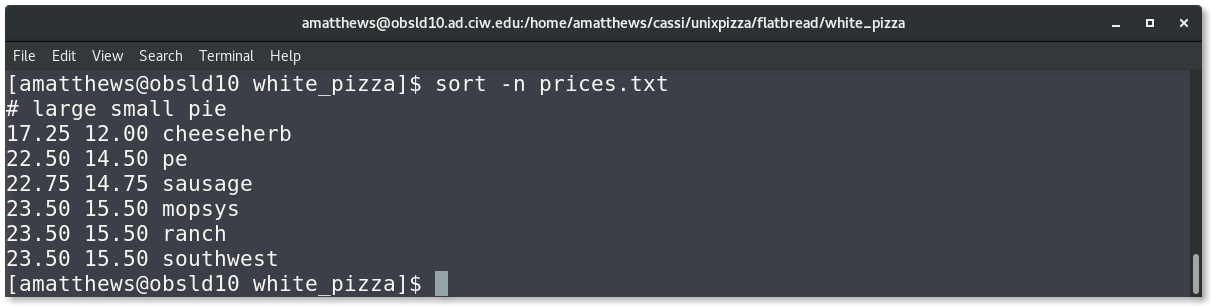 amatthews@obsld10.ad.ciw.edu:/home/amatthews/cassi/unixpizza/flatbread/white_pizza
File Edit View Search Terminal Help
[amatthews@obsld10 white_pizza]$ sort -n prices.txt
# large small pie
17.25 12.00 cheeseherb
22.50 14.50 pe
22.75 14.75 sausage
23.50 15.50 mopsys
23.50 15.50 ranch
23.50 15.50 southwest
[amatthews@obsld10 white_pizza]$